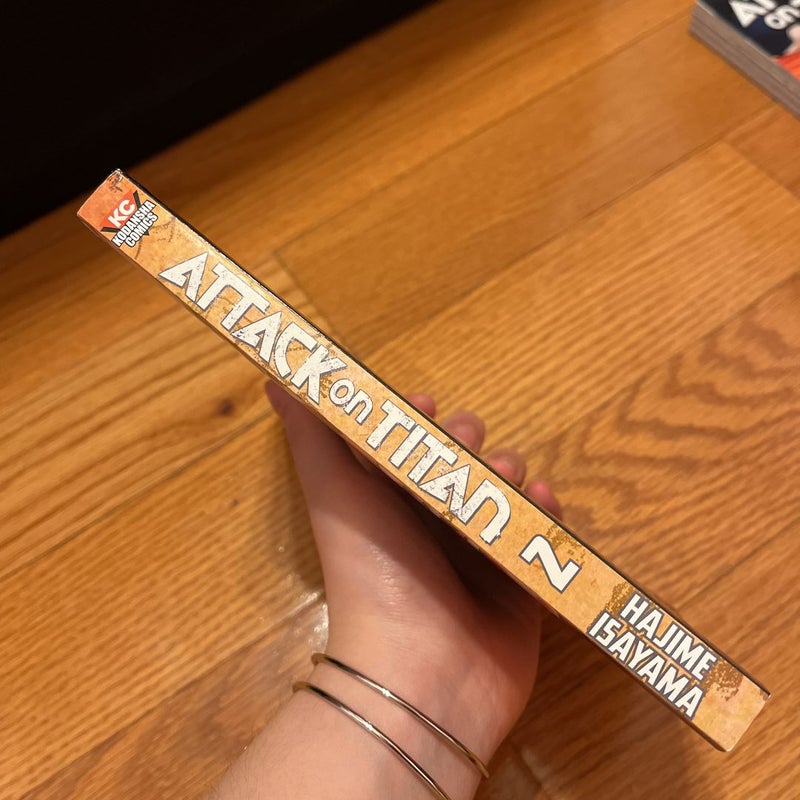 KC
KODANSHA
COMICS
ATTACK on TITAN 2
HAJIME
ISAYAMA